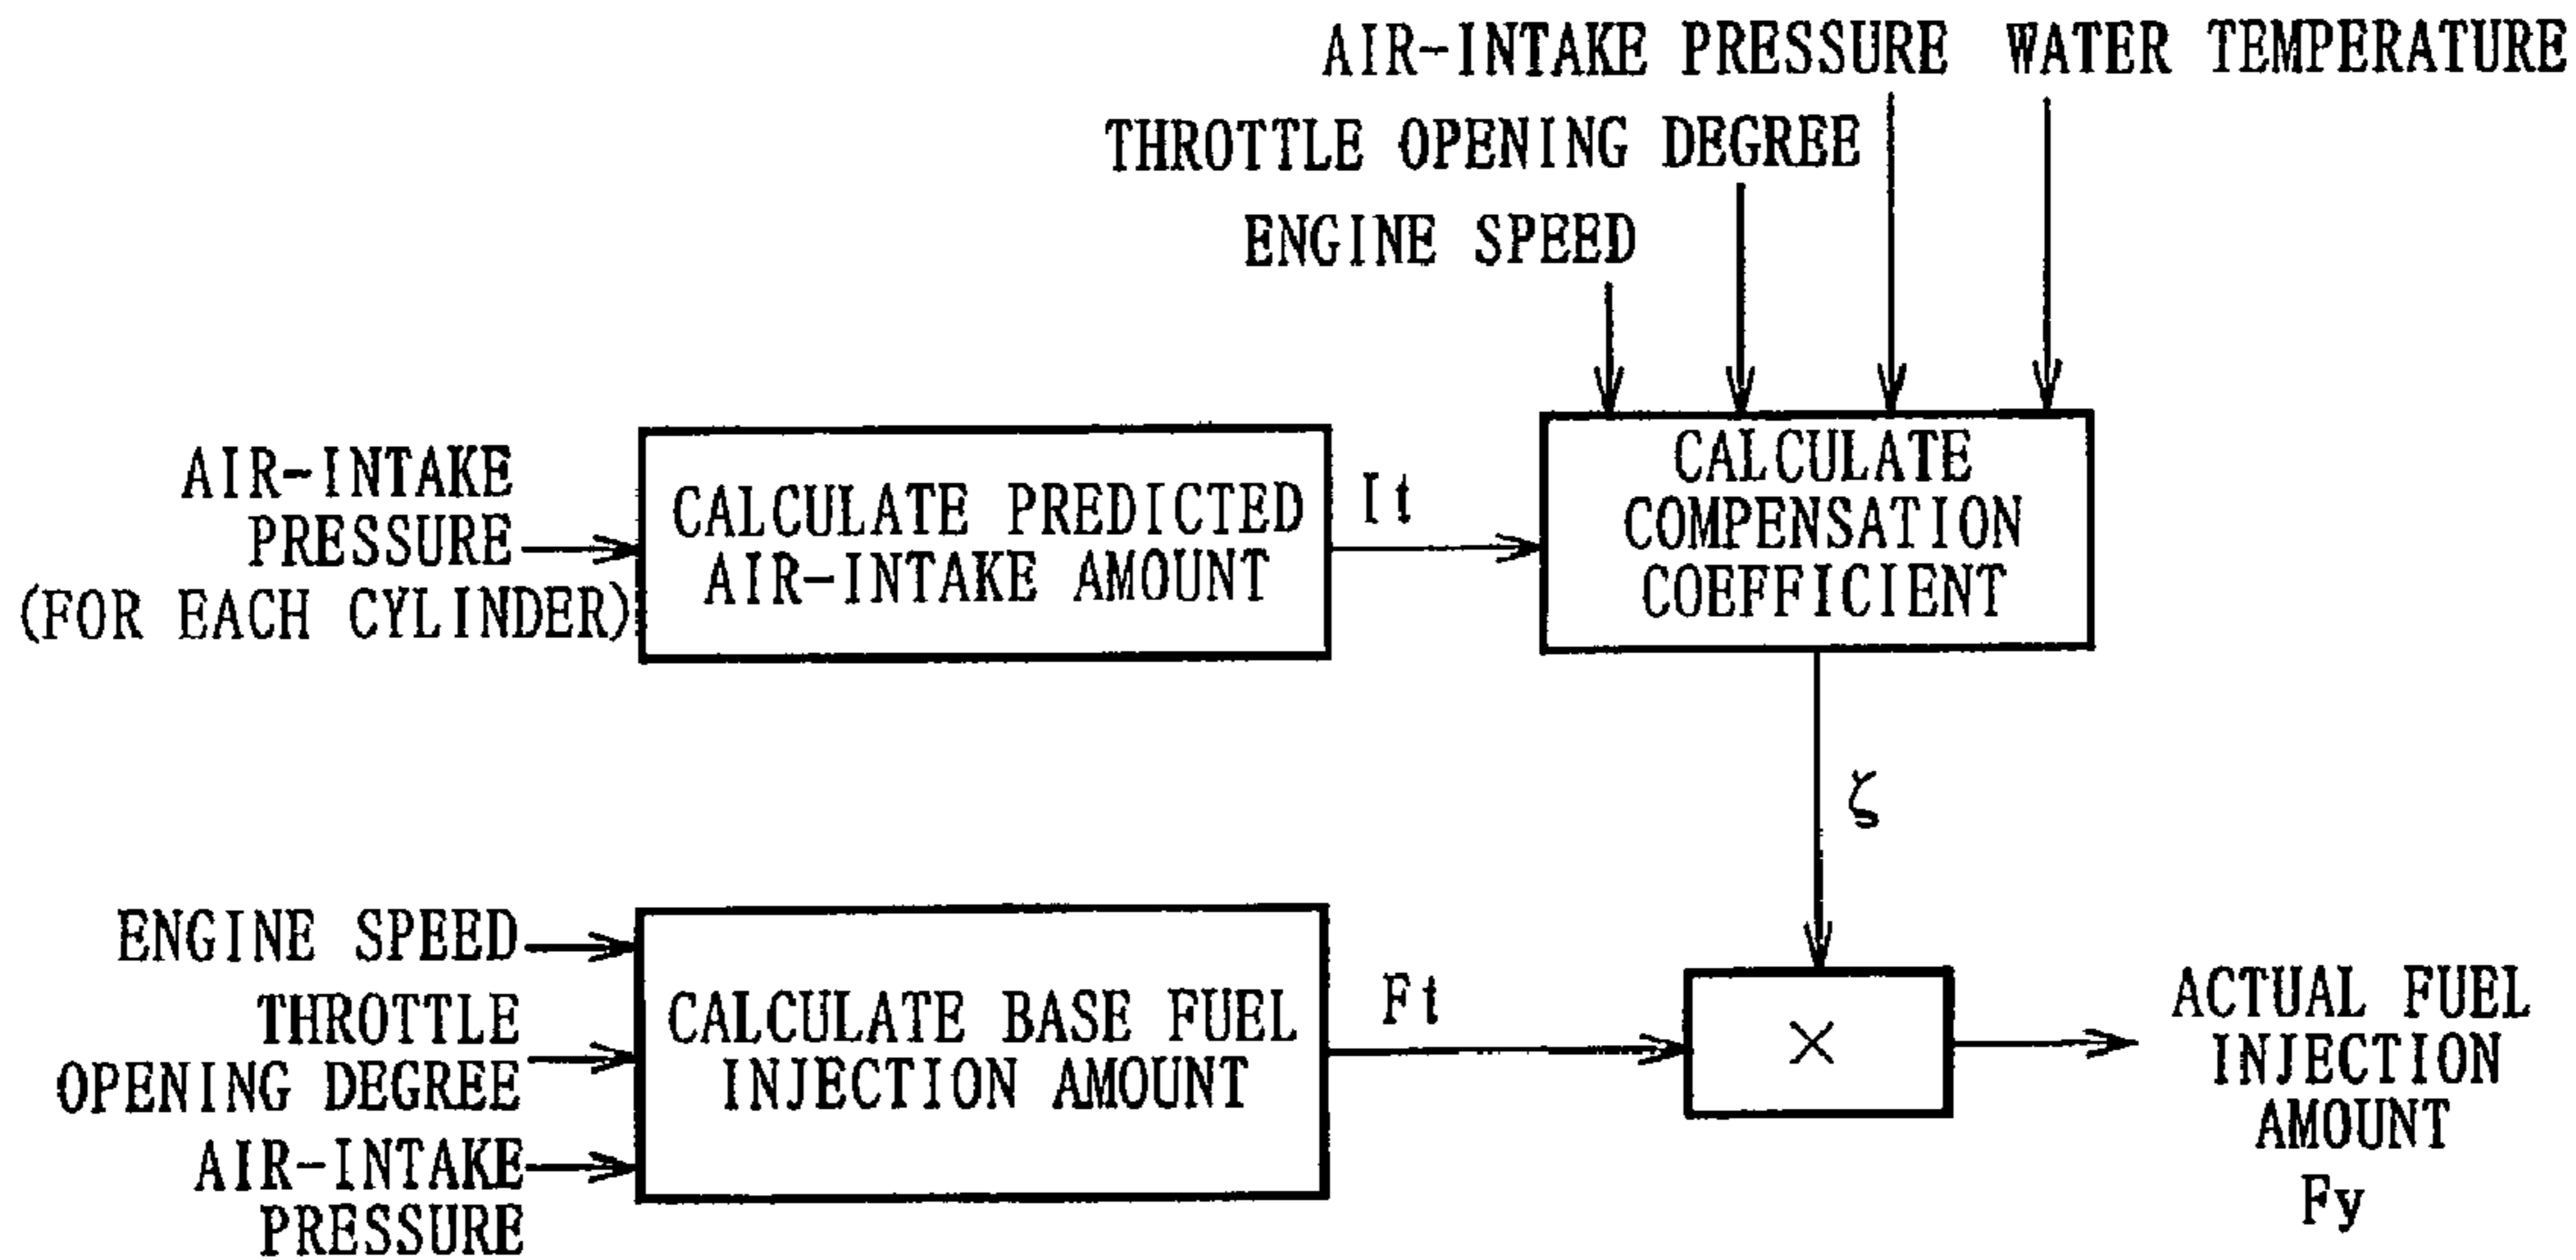 AIR-INTAKE PRESSURE WATER TEMPERATURE
THROTTLE OPENING DEGREE
ENGINE SPEED
AIR-INTAKE
PRESSURE
(FOR EACH CYLINDER)
CALCULATE PREDICTED
AIR-INTAKE AMOUNT
It
CALCULATE
COMPENSATION
COEFFICIENT
ζ
ENGINE SPEED
THROTTLE
OPENING DEGREE
AIR-INTAKE
PRESSURE
CALCULATE BASE FUEL
INJECTION AMOUNT
Ft
×
ACTUAL FUEL
INJECTION
AMOUNT
Fy